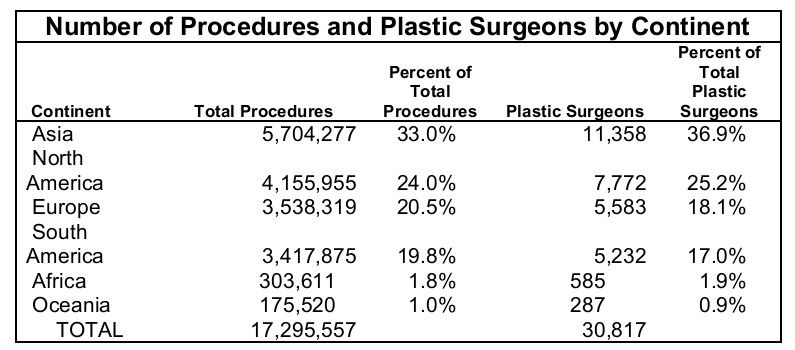 Number of Procedures and Plastic Surgeons by Continent
Continent Total Procedures Percent of Total Procedures Plastic Surgeons Percent of Total Plastic Surgeons
Asia 5,704,277 33.0% 11,358 36.9%
North
America 4,155,955 24.0% 7,772 25.2%
Europe 3,538,319 20.5% 5,583 18.1%
South
America 3,417,875 19.8% 5,232 17.0%
Africa 303,611 1.8% 585 1.9%
Oceania 175,520 1.0% 287 0.9%
TOTAL 17,295,557 30,817